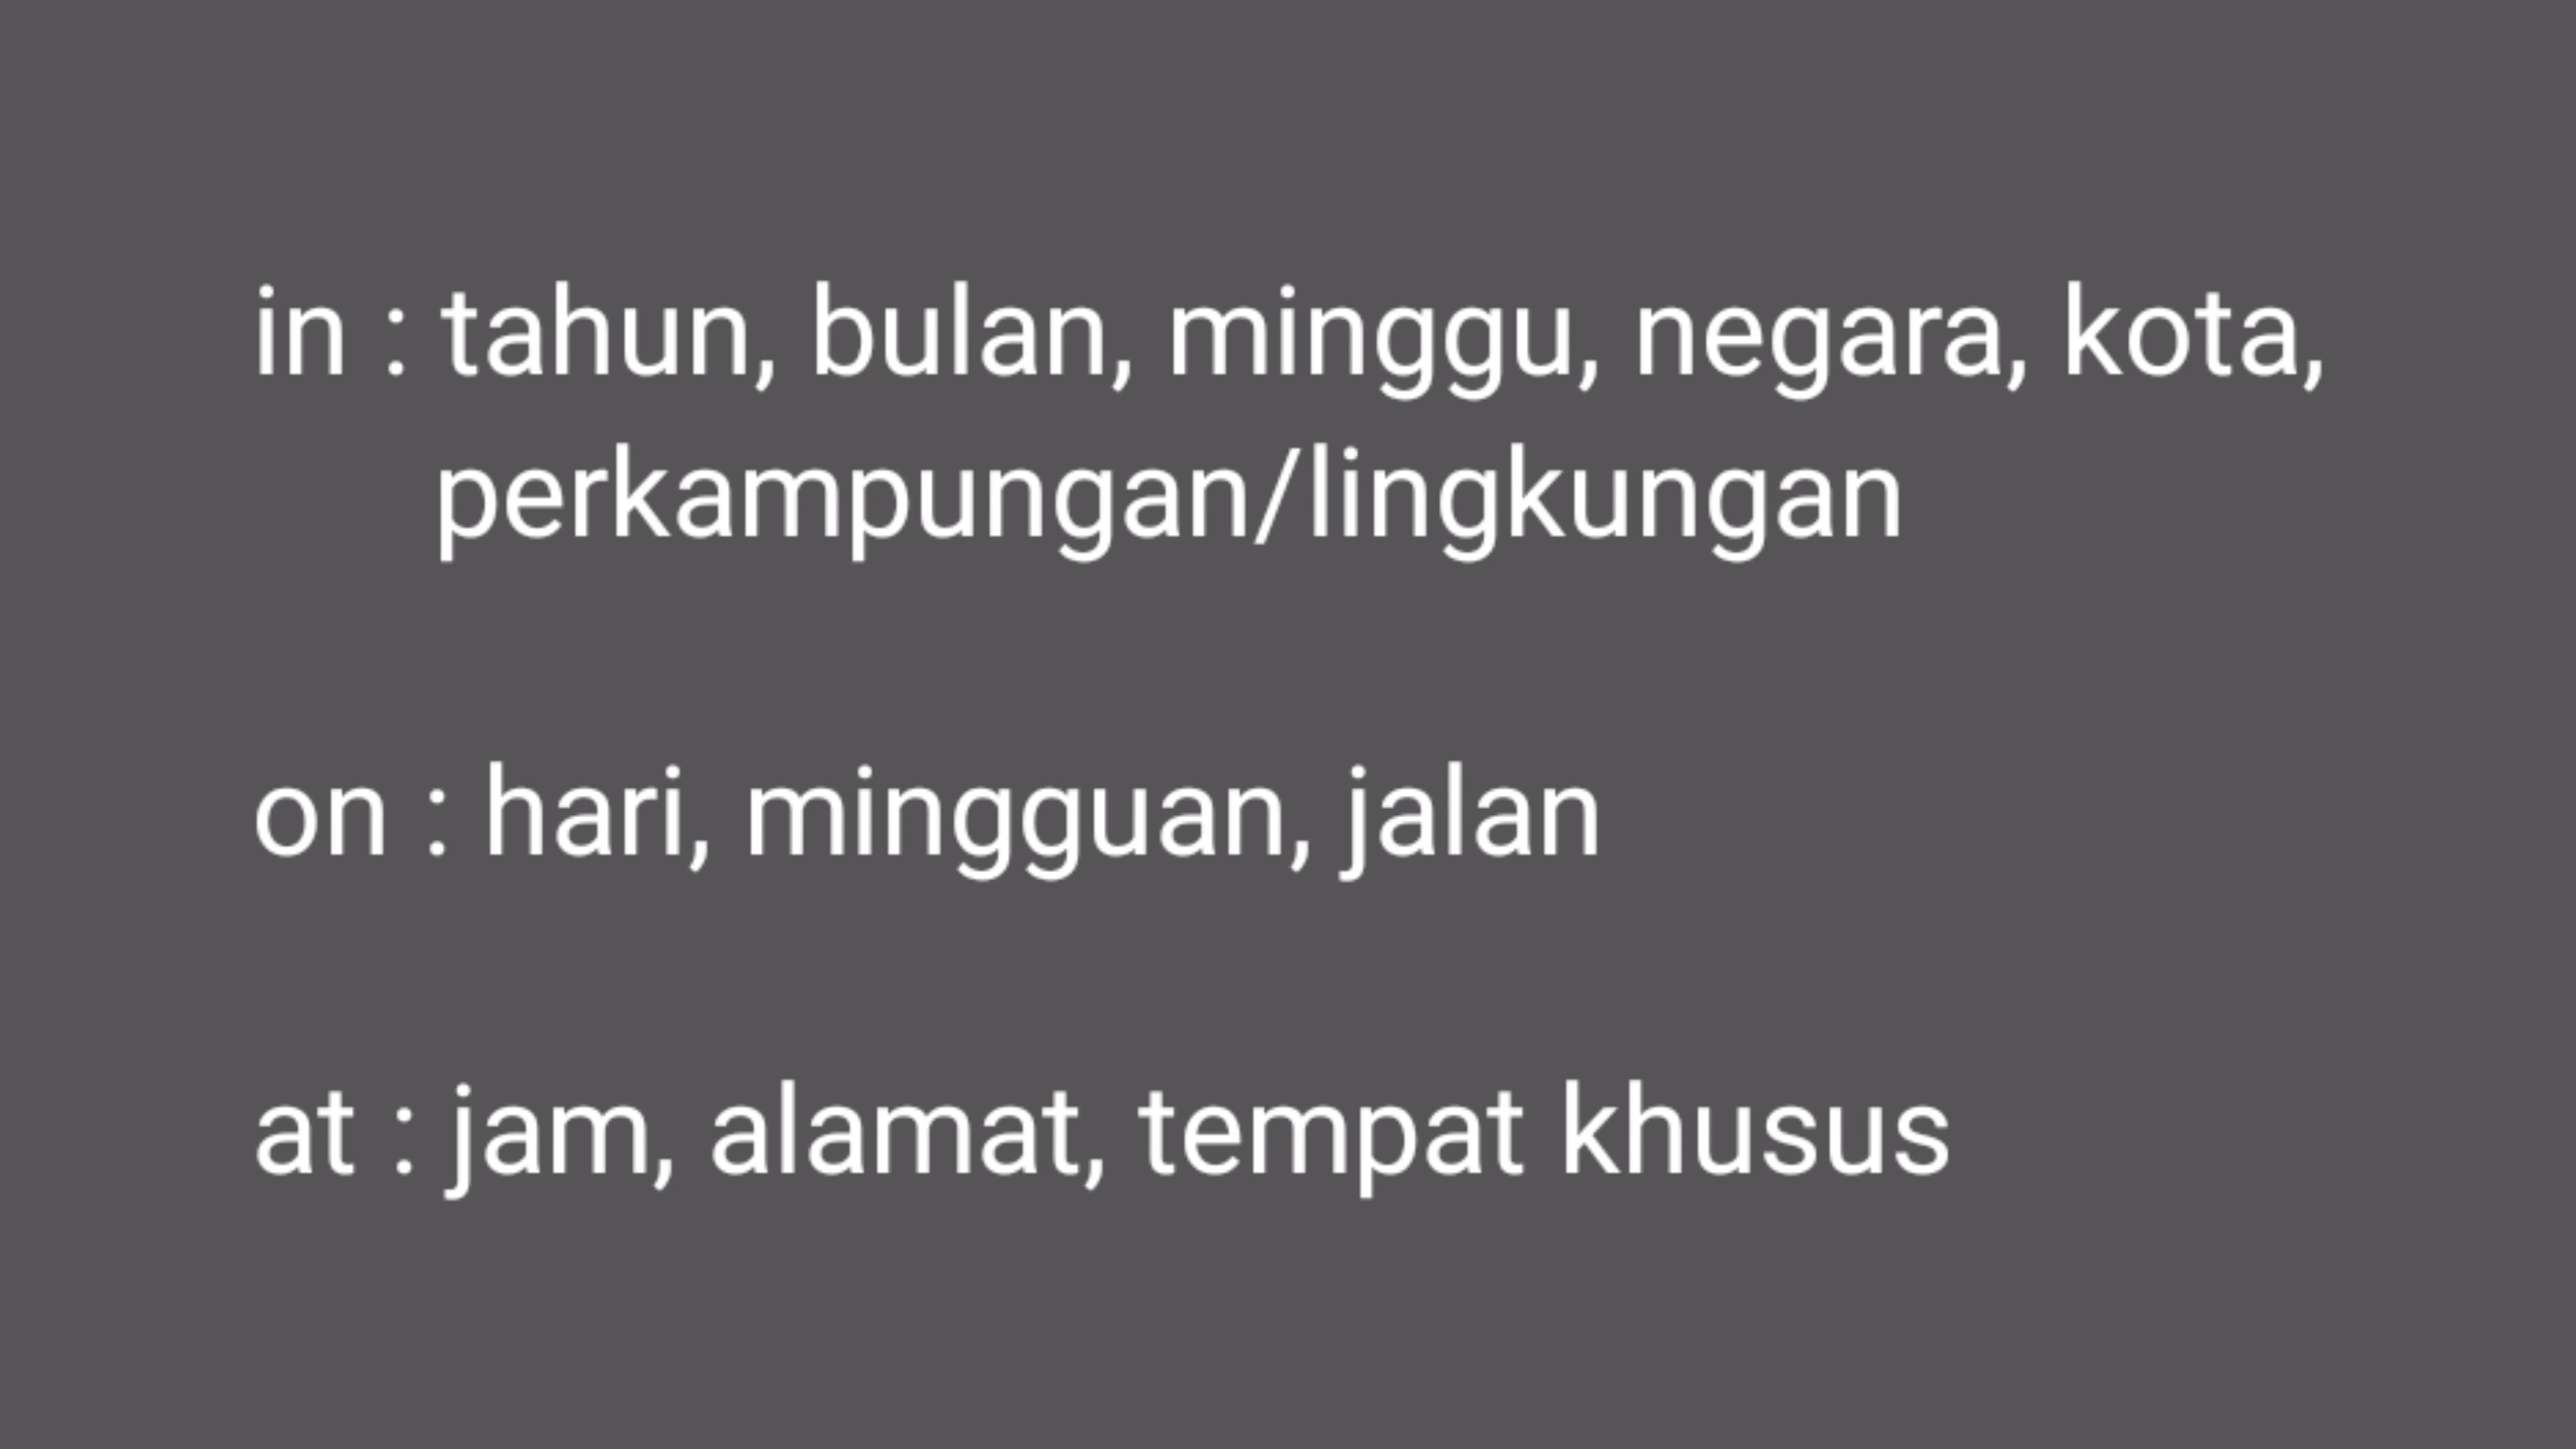 in : tahun, bulan, minggu, negara, kota,
perkampungan/lingkungan
on : hari, mingguan, jalan
at : jam, alamat, tempat khusus